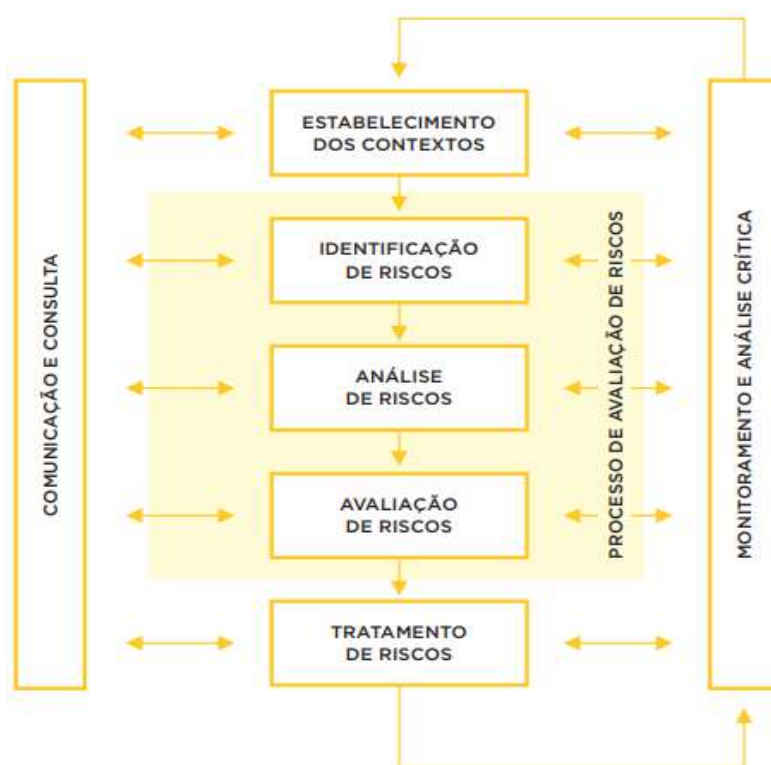 COMUNICAÇÃO E CONSULTA
ESTABELECIMENTO
DOS CONTEXTOS
IDENTIFICAÇÃO
DE RISCOS
ANÁLISE
DE RISCOS
AVALIAÇÃO
DE RISCOS
TRATAMENTO
DE RISCOS
PROCESSO DE AVALIAÇÃO DE RISCOS
MONITORAMENTO E ANÁLISE CRÍTICA